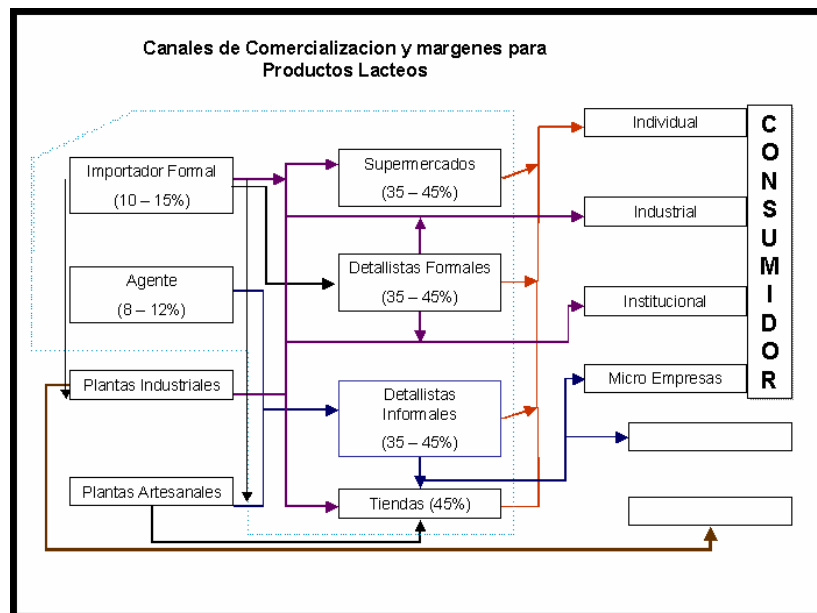 Canales de Comercializacion y margenes para
Productos Lacteos
Importador Formal
(10 – 15%)
Agente
(8 – 12%)
Plantas Industriales
Plantas Artesanales
Supermercados
(35 – 45%)
Detallistas Formales
(35 – 45%)
Detallistas
Informales
(35 – 45%)
Tiendas (45%)
Individual
Industrial
Institucional
Micro Empresas
CONSUMIDOR